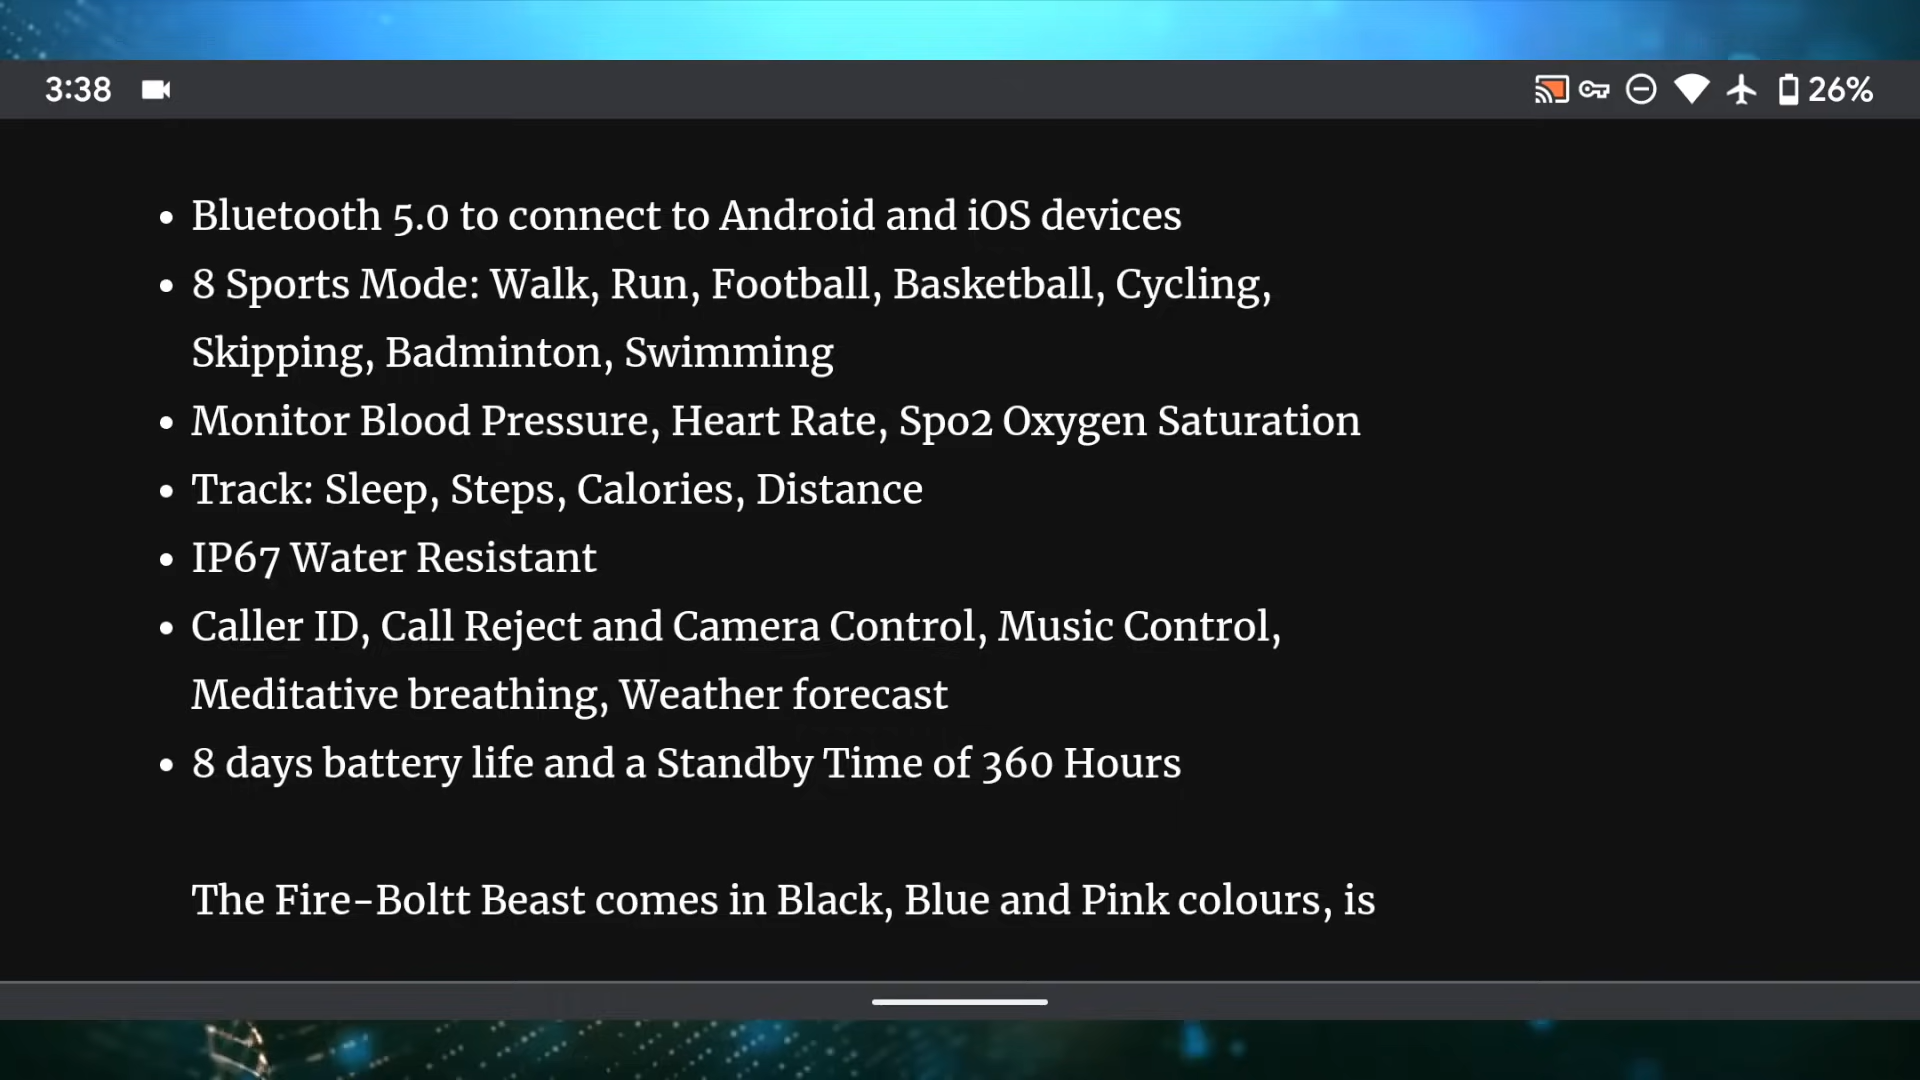 3:38
26%
• Bluetooth 5.0 to connect to Android and iOS devices
• 8 Sports Mode: Walk, Run, Football, Basketball, Cycling,
Skipping, Badminton, Swimming
• Monitor Blood Pressure, Heart Rate, Spo2 Oxygen Saturation
• Track: Sleep, Steps, Calories, Distance
• IP67 Water Resistant
• Caller ID, Call Reject and Camera Control, Music Control,
Meditative breathing, Weather forecast
• 8 days battery life and a Standby Time of 360 Hours
The Fire-Boltt Beast comes in Black, Blue and Pink colours, is